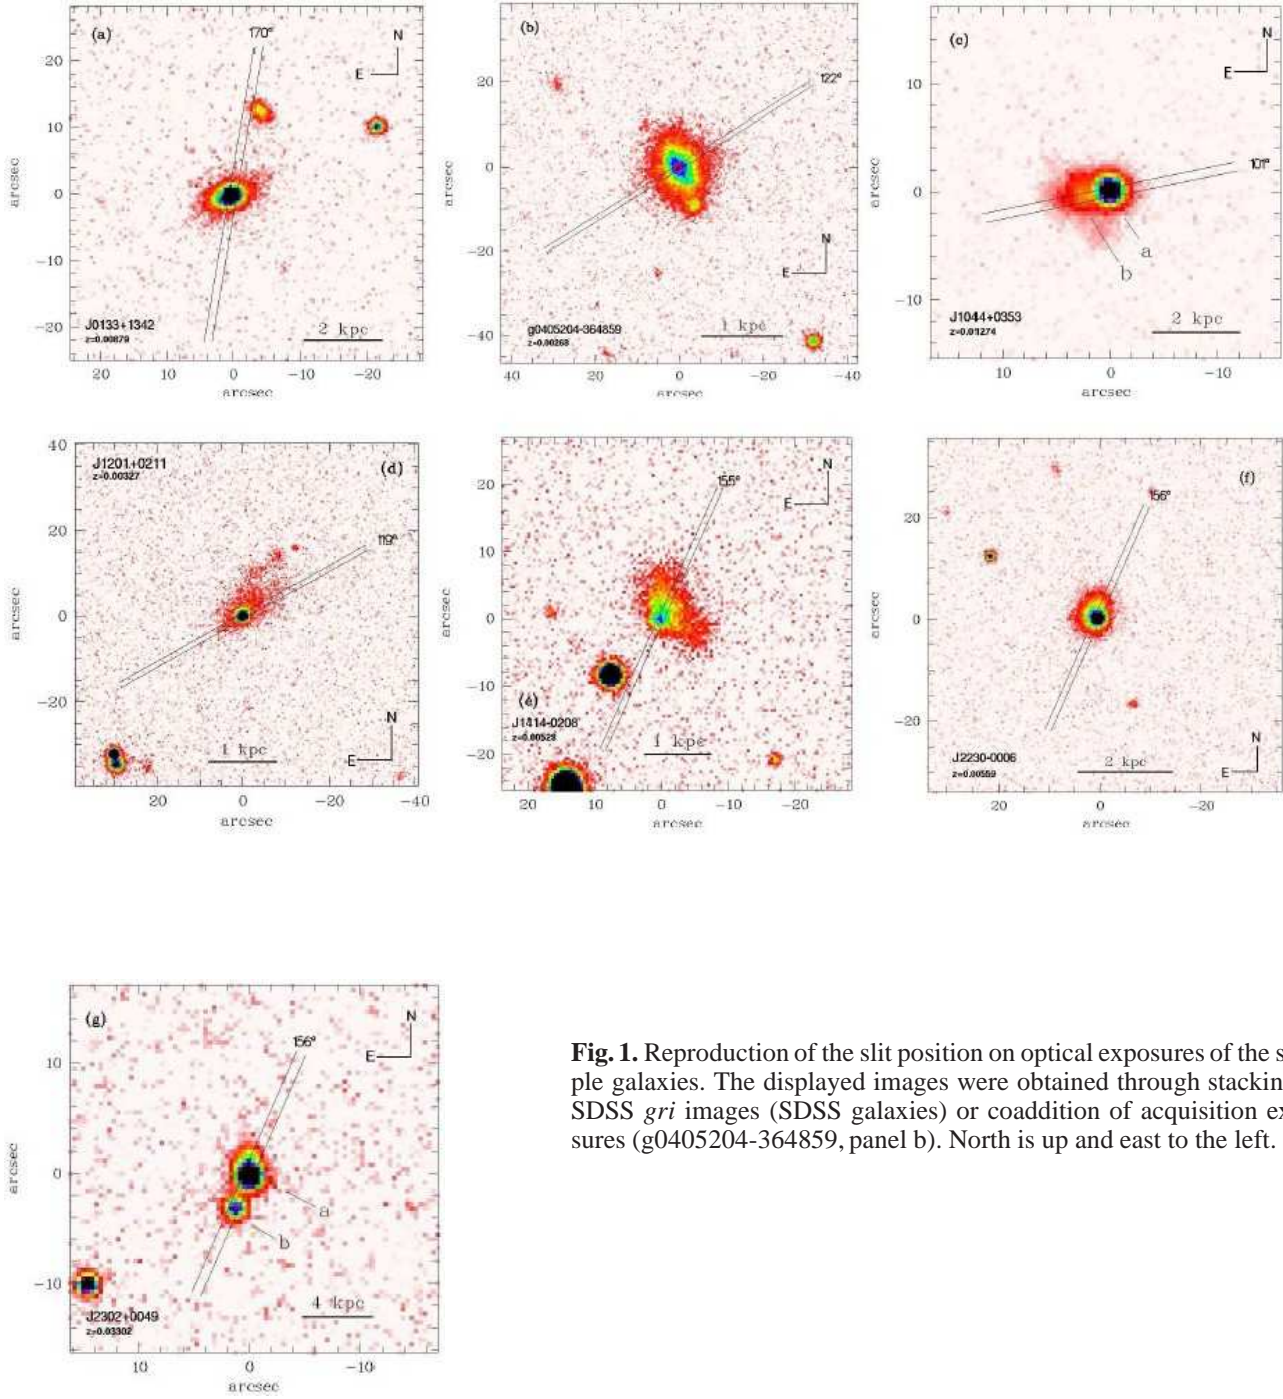 (a)
170°
N
E
J0133+1342
z=0.00879
2 kpc
20
10
0
−10
−20
20 10 0 −10 −20
arcsec
arcsec
(b)
122°
N
E
g0405204-364859
z=0.00268
1 kpc
20
0
−20
−40
40 20 0 −20 −40
arcsec
arcsec
(c)
N
E
101°
a
b
J1044+0353
z=0.01274
2 kpc
10
0
−10
10 0 −10
arcsec
arcsec
J1201+0211
z=0.00327
(d)
119°
N
E
1 kpc
40
20
0
−20
20 0 −20 −40
arcsec
arcsec
155°
N
E
(e)
J1414-0208
z=0.00528
1 kpc
20
10
0
−10
−20
20 10 0 −10 −20
arcsec
arcsec
156°
(f)
N
E
J2230-0006
z=0.00559
2 kpc
20
0
−20
20 0 −20
arcsec
arcsec
(g)
156°
N
E
a
b
J2302+0049
z=0.03302
4 kpc
10
0
−10
10 0 −10
arcsec
arcsec
Fig. 1. Reproduction of the slit position on optical exposures of the s
ple galaxies. The displayed images were obtained through stacking
SDSS gri images (SDSS galaxies) or coaddition of acquisition ex
sures (g0405204-364859, panel b). North is up and east to the left.